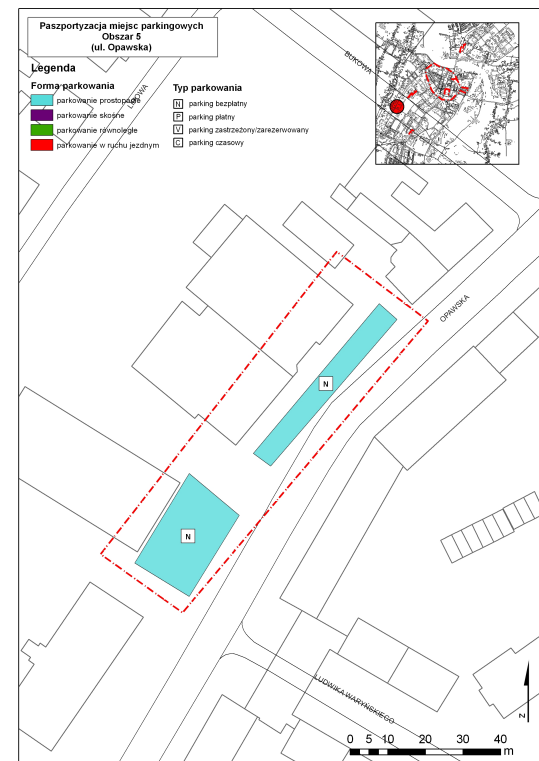 Paszportyzacja miejsc parkingowych
Obszar 5
(ul. Opawska)
Legenda
Forma parkowania
parkowanie prostopadłe
parkowanie skośne
parkowanie równoległe
parkowanie w ruchu jezdnym
Typ parkowania
N parking bezpłatny
P parking płatny
V parking zastrzeżony/zarezerwowany
C parking czasowy
BUKOWA
OPAWSKA
N
N
LUDWIKA WARYŃSKIEGO
N
0 5 10 20 30 40
m